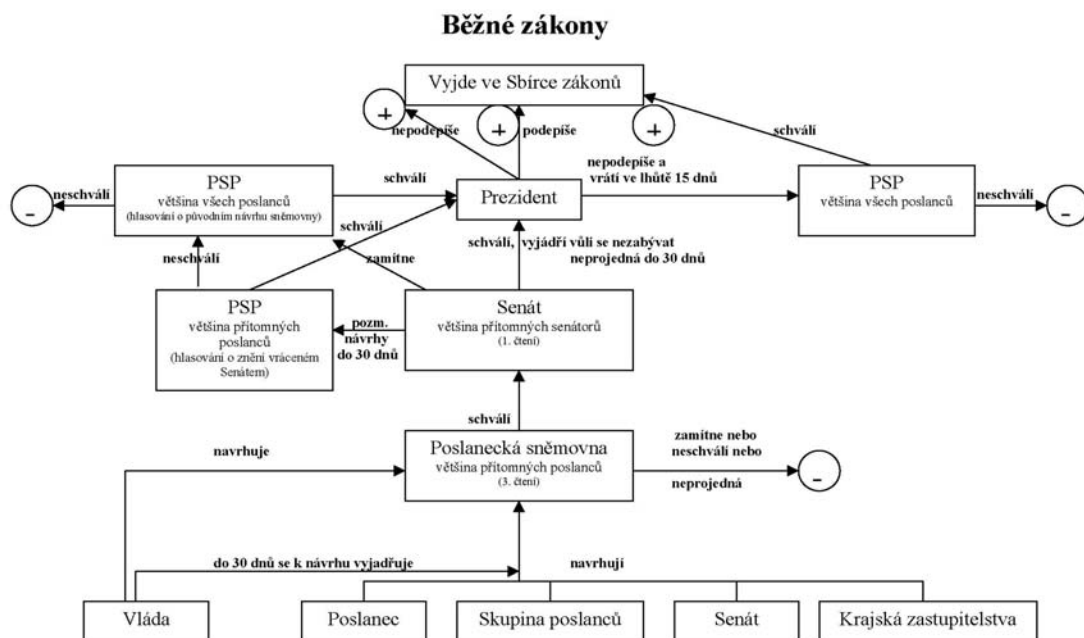 Běžné zákony
Vyjde ve Sbírce zákonů
+
+
+
nepodepíše
podepíše
schválí
neschválí
-
PSP
většina všech poslanců
(hlasování o původním návrhu sněmovny)
schválí
Prezident
nepodepíše a
vrátí ve lhůtě 15 dnů
PSP
většina všech poslanců
neschválí
-
neschválí
schválí
zamítne
schválí, vyjádří vůli se nezabývat
neprojedná do 30 dnů
PSP
většina přítomných
poslanců
(hlasování o znění vráceném
Senátem)
pozm.
návrhy
do 30 dnů
Senát
většina přítomných senátorů
(1. čtení)
schválí
navrhuje
Poslanecká sněmovna
většina přítomných poslanců
(3. čtení)
zamítne nebo
neschválí nebo
neprojedná
-
do 30 dnů se k návrhu vyjadřuje
navrhují
Vláda
Poslanec
Skupina poslanců
Senát
Krajská zastupitelstva